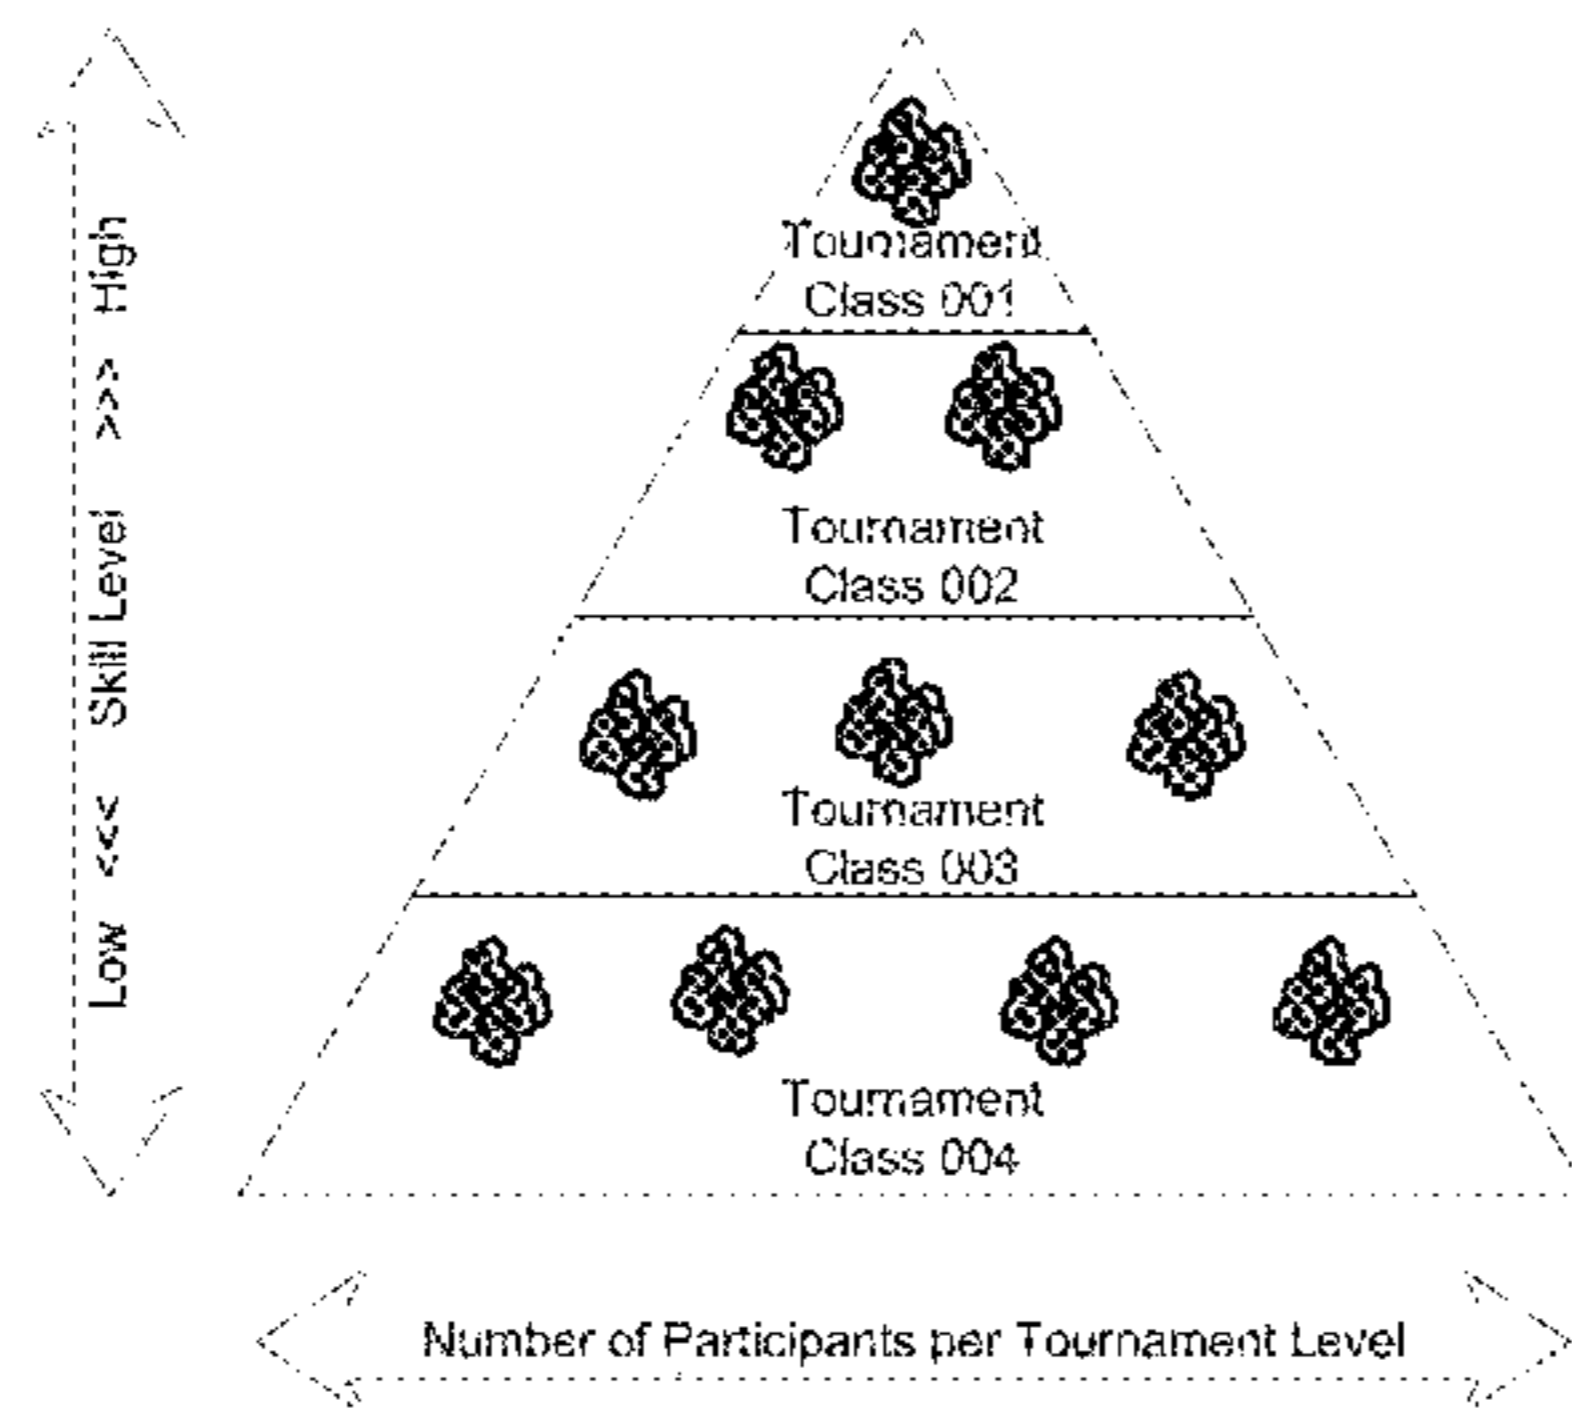 Low <<< Skill Level >>> High
Tournament
Class 001
Tournament
Class 002
Tournament
Class 003
Tournament
Class 004
Number of Participants per Tournament Level